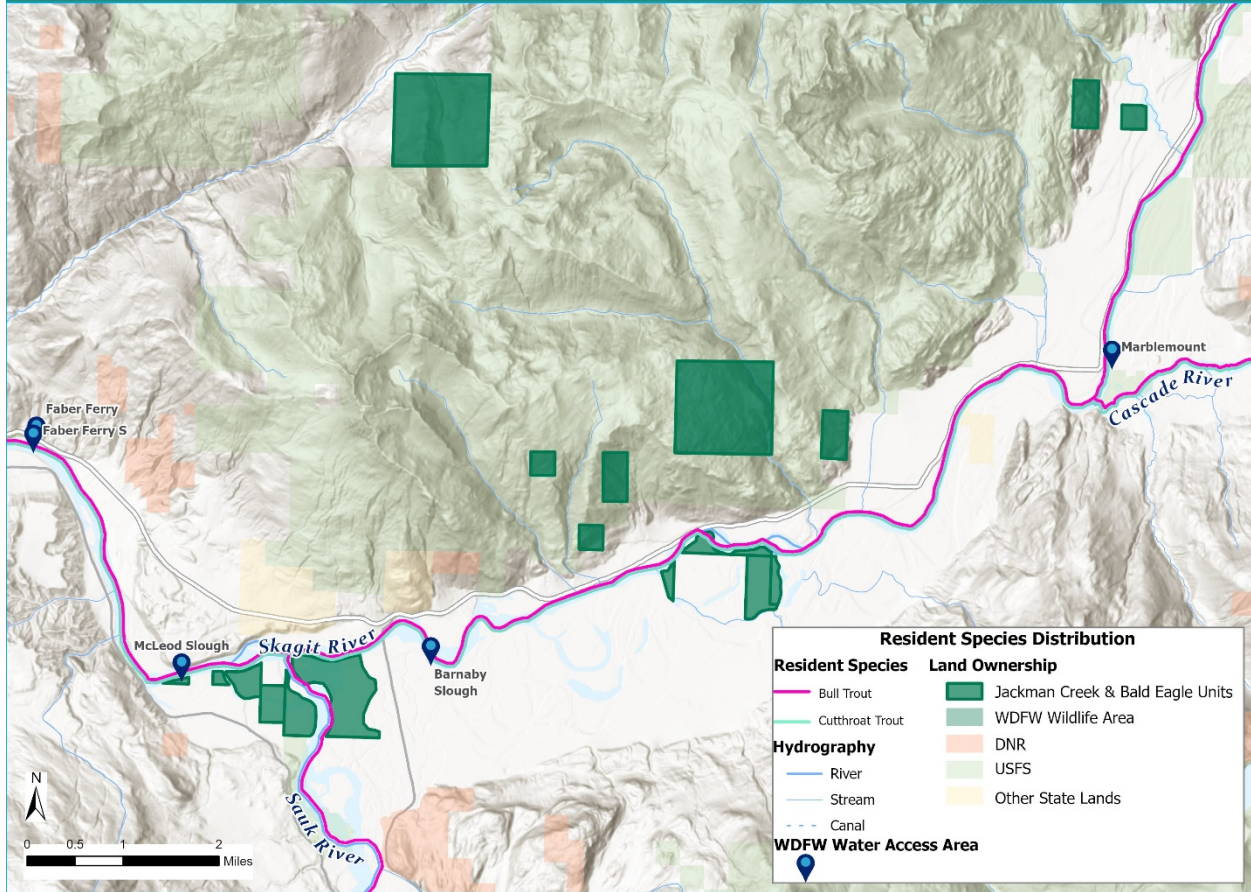 Marblemount
Cascade River
Faber Ferry
Faber Ferry S
McLeod Slough
Skagit River
Barnaby
Slough
Sauk River
N
0 0.5 1 2
Miles
Resident Species Distribution
Resident Species
Bull Trout
Cutthroat Trout
Hydrography
River
Stream
Canal
WDFW Water Access Area
Land Ownership
Jackman Creek & Bald Eagle Units
WDFW Wildlife Area
DNR
USFS
Other State Lands